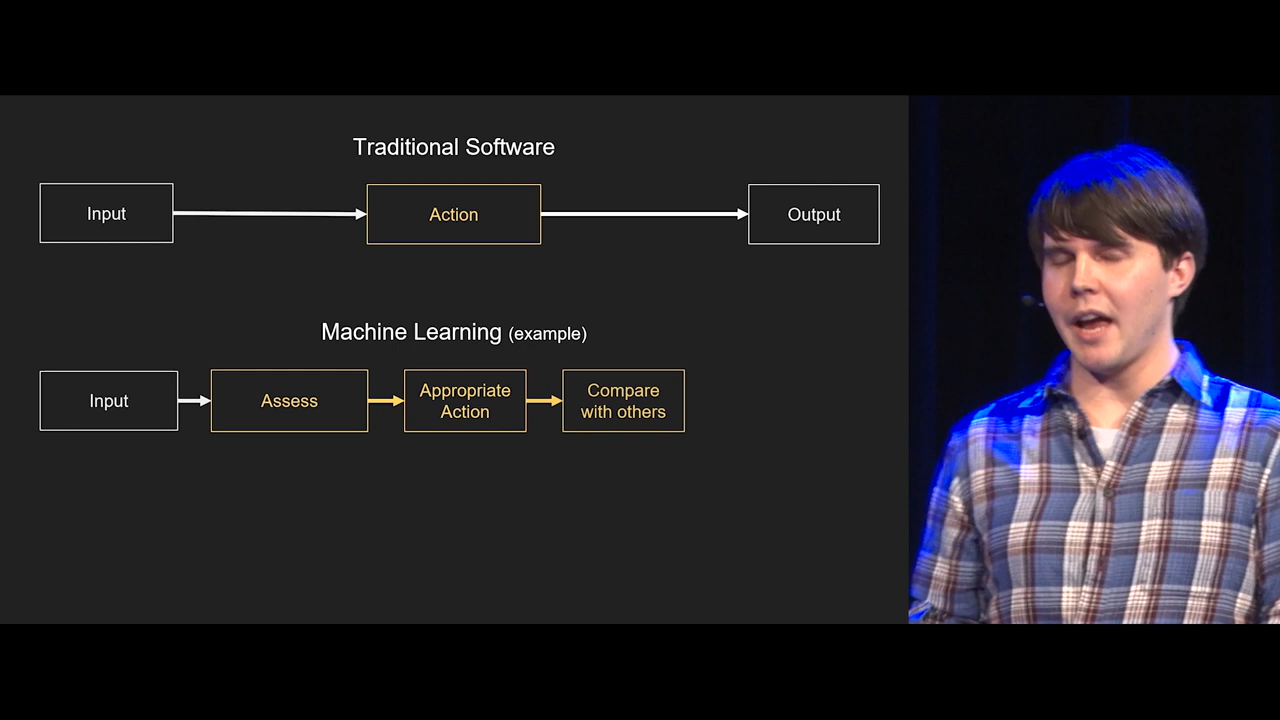 Traditional Software
Input
Action
Output
Machine Learning (example)
Input
Assess
Appropriate
Action
Compare
with others